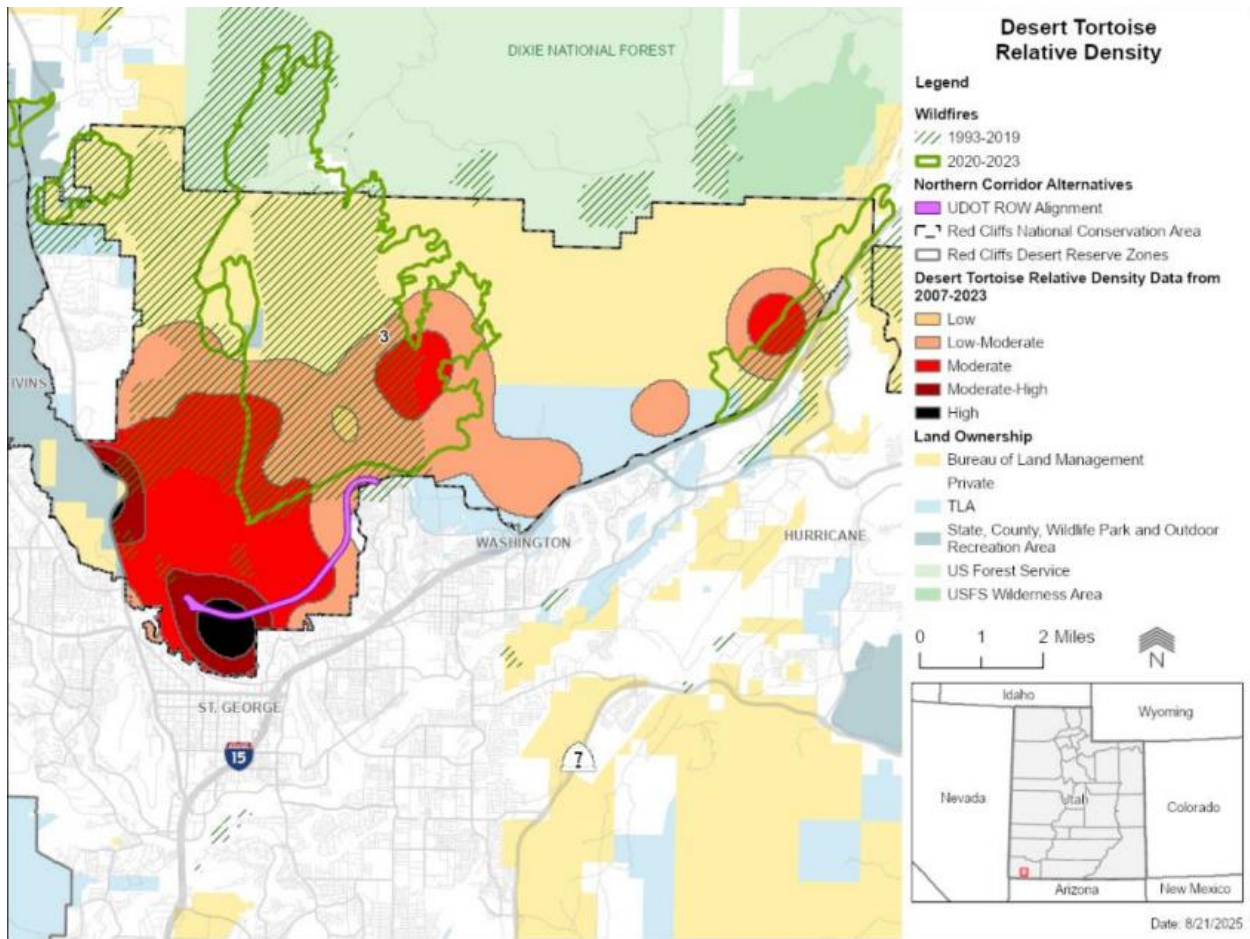 DIXIE NATIONAL FOREST
3
IVINS
WASHINGTON
HURRICANE
ST. GEORGE
15
7
Desert Tortoise
Relative Density
Legend
Wildfires
1993-2019
2020-2023
Northern Corridor Alternatives
UDOT ROW Alignment
Red Cliffs National Conservation Area
Red Cliffs Desert Reserve Zones
Desert Tortoise Relative Density Data from
2007-2023
Low
Low-Moderate
Moderate
Moderate-High
High
Land Ownership
Bureau of Land Management
Private
TLA
State, County, Wildlife Park and Outdoor
Recreation Area
US Forest Service
USFS Wilderness Area
0 1 2 Miles
N
Idaho
Wyoming
Nevada
Utah
Colorado
Arizona
New Mexico
Date: 8/21/2025